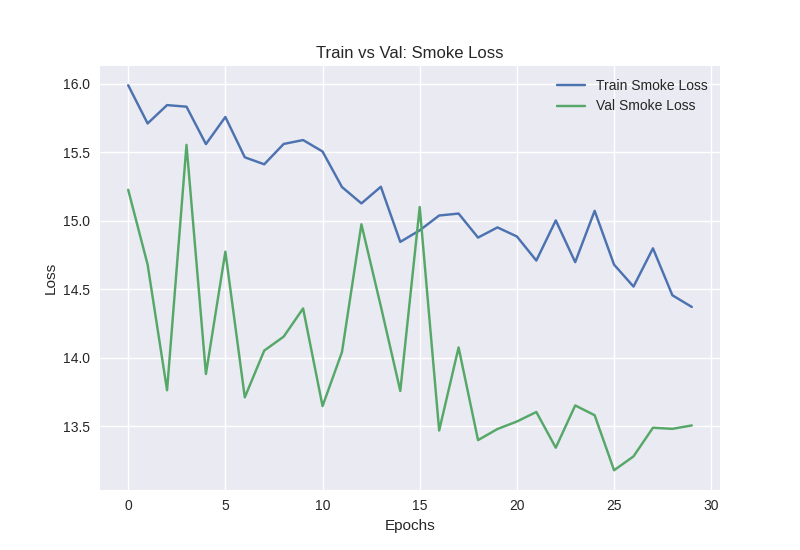 Train vs Val: Smoke Loss
Train Smoke Loss
Val Smoke Loss
16.0
15.5
15.0
14.5
14.0
13.5
Loss
0 5 10 15 20 25 30
Epochs